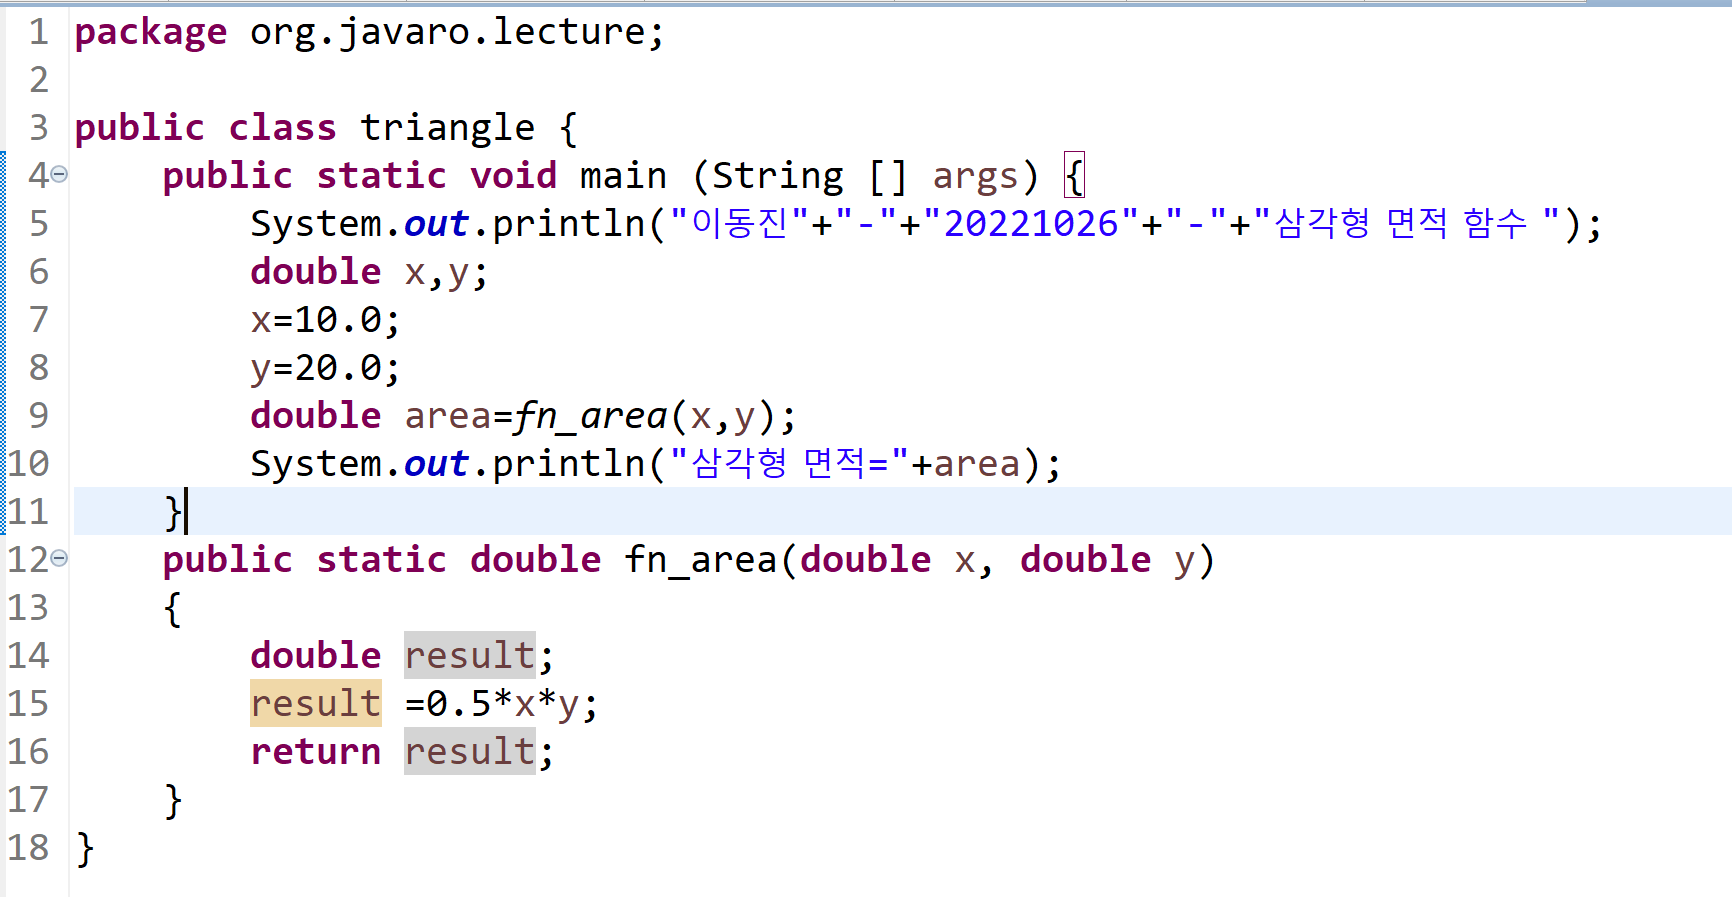 1 package org.javaro.lecture;
2
3 public class triangle {
4 public static void main (String [] args) {
5 System.out.println("이동진"+"-"+"20221026"+"-"+"삼각형 면적 함수 ");
6 double x,y;
7 x=10.0;
8 y=20.0;
9 double area=fn_area(x,y);
10 System.out.println("삼각형 면적="+area);
11 }
12 public static double fn_area(double x, double y)
13 {
14 double result;
15 result =0.5*x*y;
16 return result;
17 }
18 }